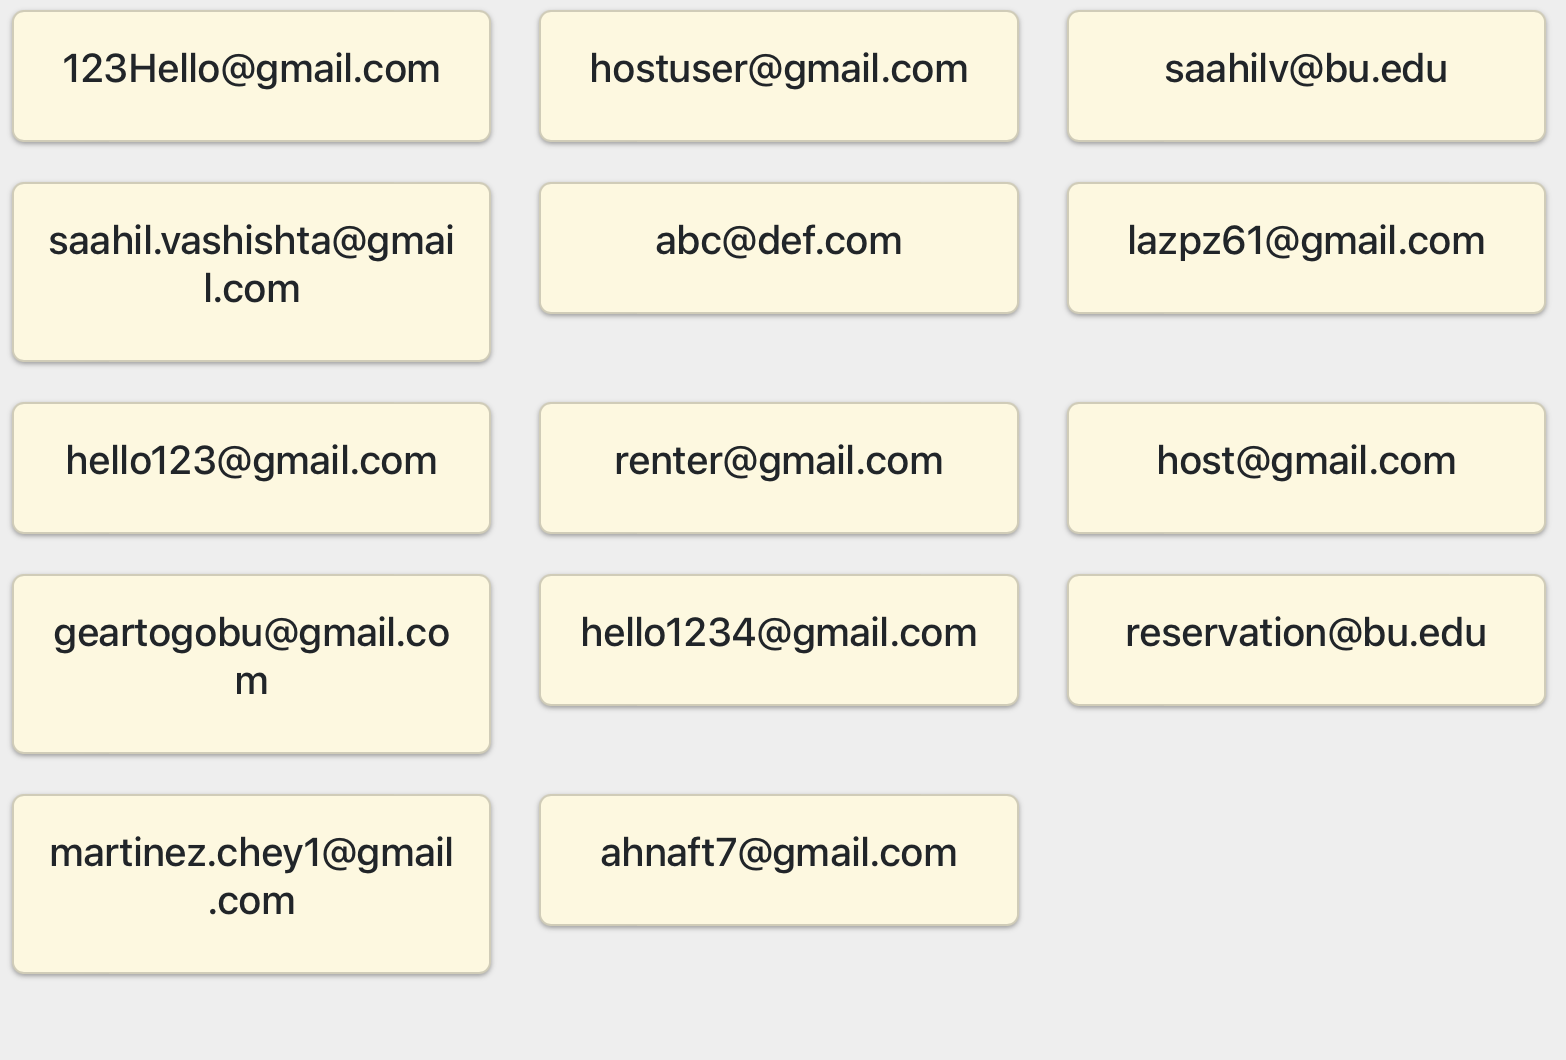 123Hello@gmail.com
hostuser@gmail.com
saahilv@bu.edu
saahil.vashishta@gmai
l.com
abc@def.com
lazpz61@gmail.com
hello123@gmail.com
renter@gmail.com
host@gmail.com
geartogobu@gmail.co
m
hello1234@gmail.com
reservation@bu.edu
martinez.chey1@gmail
.com
ahnaft7@gmail.com